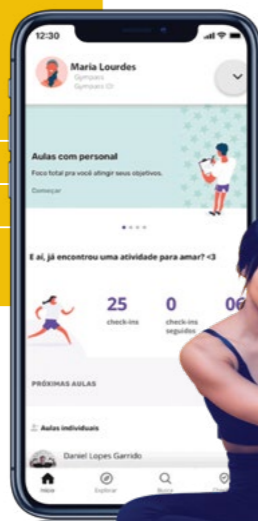 12:30
Maria Lourdes
Gympass
Aulas com personal
Foco total pra você atingir seus objetivos.
Começar
E aí, já encontrou uma atividade para amar? <3
25
check-ins
0
check-ins
seguidos
06
PRÓXIMAS AULAS
Aulas individuais
Daniel Lopes Garrido
Início
Explorar
Buscar